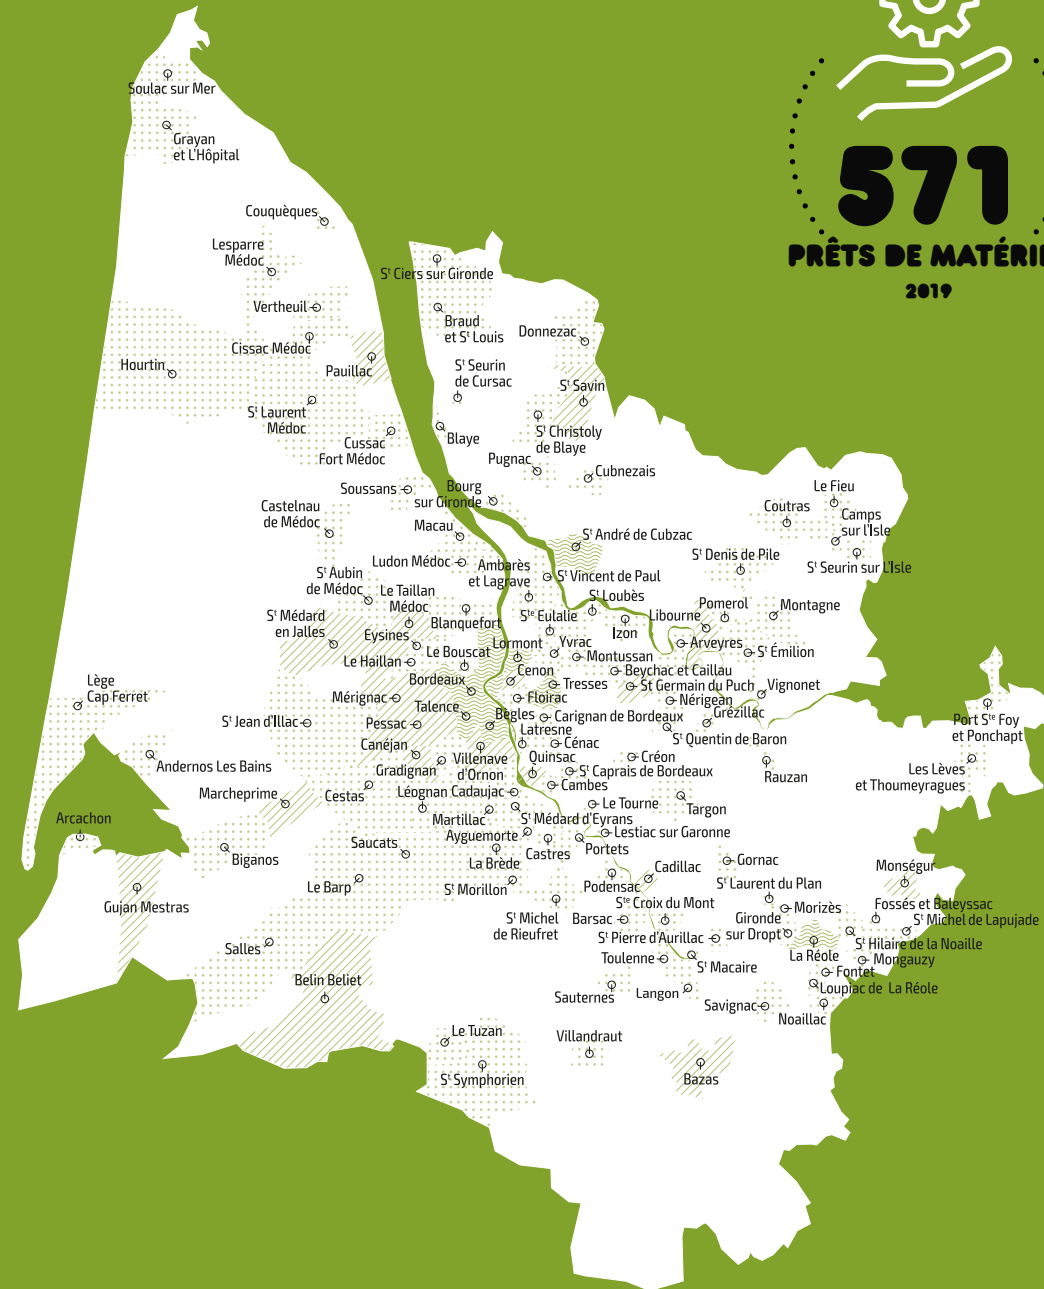 571
PRÊTS DE MATÉRIE
2019
Soulac sur Mer
Grayan
et L'Hôpital
Couquèques
Lesparre
Médoc
Vertheuil
Cissac Médoc
Hourtin
Pauillac
St Laurent
Médoc
Cussac
Fort Médoc
St Ciers sur Gironde
Braud
et St Louis
Donnezac
St Seurin
de Cursac
St Savin
Blaye
St Christoly
de Blaye
Pugnac
Cubnezais
Soussans
Bourg
sur Gironde
Castelnau
de Médoc
Macau
Le Fieu
Coutras
Camps
sur l'Isle
St Seurin sur L'Isle
St André de Cubzac
St Denis de Pile
Ludon Médoc
Ambarès
et Lagrave
St Vincent de Paul
St Aubin
de Médoc
Le Taillan
Médoc
St Loubès
Pomerol
Montagne
St Médard
en Jalles
Blanquefort
Ste Eulalie
Izon
Libourne
Eysines
Lormont
Yvrac
Arveyres
St Émilion
Le Haillan
Le Bouscat
Montussan
Cenon
Beychac et Caillau
Bordeaux
Tresses
St Germain du Puch
Vignonet
Lège
Cap Ferret
Mérignac
Floirac
Nérigean
Talence
Bègles
Carignan de Bordeaux
Grézillac
St Jean d'Illac
Pessac
Latresne
St Quentin de Baron
Port Ste Foy
et Ponchapt
Canéjan
Cénac
Villenave
d'Ornon
Quinsac
Créon
Andernos Les Bains
Gradignan
St Caprais de Bordeaux
Rauzan
Les Lèves
et Thoumeyragues
Marcheprime
Cestas
Léognan
Cadaujac
Cambes
Le Tourne
Targon
Arcachon
Martillac
St Médard d'Eyrans
Ayguemorte
Lestiac sur Garonne
Saucats
Castres
Portets
Biganos
La Brède
Cadillac
Gornac
Monségur
Le Barp
St Morillon
Podensac
St Laurent du Plan
Gujan Mestras
Ste Croix du Mont
Morizès
Fossés et Baleyssac
St Michel
de Rieufret
Barsac
Gironde
sur Dropt
St Michel de Lapujade
Salles
St Pierre d'Aurillac
St Hilaire de la Noaille
Toulenne
St Macaire
La Réole
Mongauzy
Belin Beliet
Fontet
Loupiac de La Réole
Sauternes
Langon
Savignac
Noaillac
Le Tuzan
Villandraut
St Symphorien
Bazas